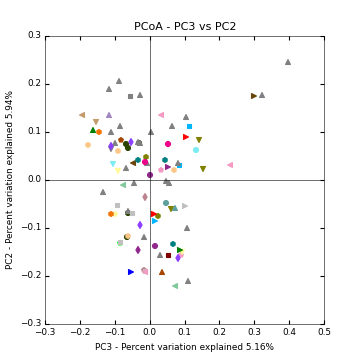 PCoA - PC3 vs PC2
0.3
0.2
0.1
0.0
−0.1
−0.2
−0.3
PC2 - Percent variation explained 5.94%
−0.3 −0.2 −0.1 0.0 0.1 0.2 0.3 0.4 0.5
PC3 - Percent variation explained 5.16%